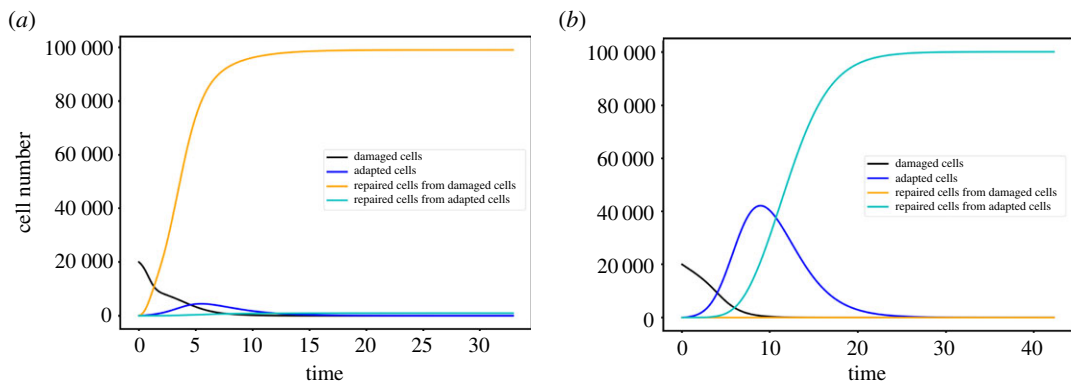 (a)
100 000
80 000
60 000
40 000
20 000
0
cell number
damaged cells
adapted cells
repaired cells from damaged cells
repaired cells from adapted cells
0 5 10 15 20 25 30
time
(b)
100 000
80 000
60 000
40 000
20 000
0
damaged cells
adapted cells
repaired cells from damaged cells
repaired cells from adapted cells
0 10 20 30 40
time